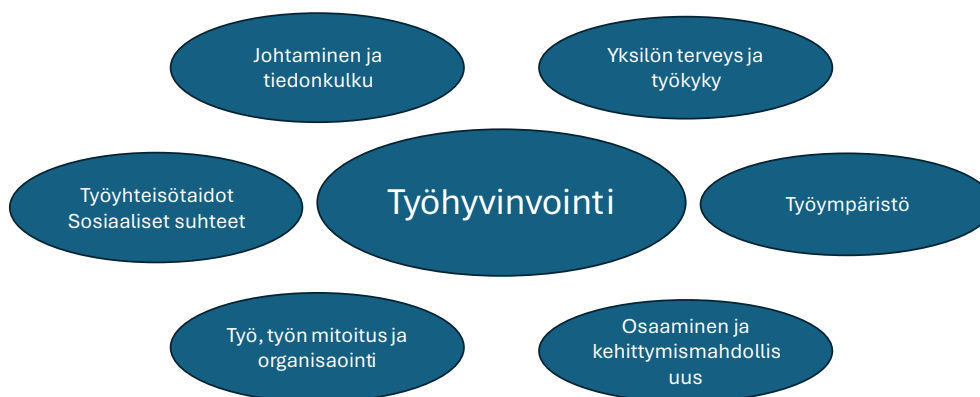 Johtaminen ja
tiedonkulku
Yksilön terveys ja
työkyky
Työyhteisötaidot
Sosiaaliset suhteet
Työhyvinvointi
Työympäristö
Työ, työn mitoitus ja
organisaointi
Osaaminen ja
kehittymismahdollis
uus